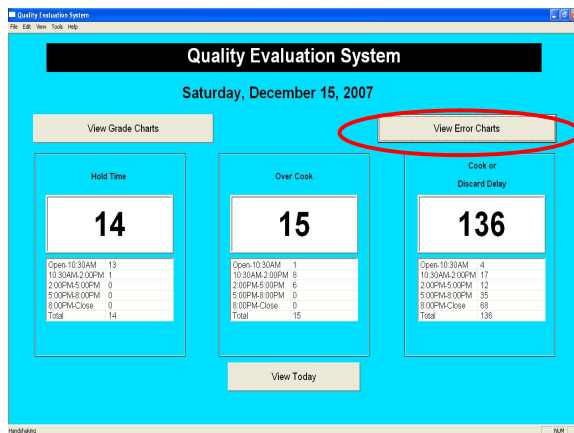 Quality Evaluation System
File Edit View Tools Help
Quality Evaluation System
Saturday, December 15, 2007
View Grade Charts
View Error Charts
Hold Time
14
Open-10:30AM 13
10:30AM-2:00PM 1
2:00PM-5:00PM 0
5:00PM-8:00PM 0
8:00PM-Close 0
Total 14
Over Cook
15
Open-10:30AM 1
10:30AM-2:00PM 8
2:00PM-5:00PM 6
5:00PM-8:00PM 0
8:00PM-Close 0
Total 15
Cook or
Discard Delay
136
Open-10:30AM 4
10:30AM-2:00PM 17
2:00PM-5:00PM 12
5:00PM-8:00PM 35
8:00PM-Close 68
Total 136
View Today
Handshaking
NUM